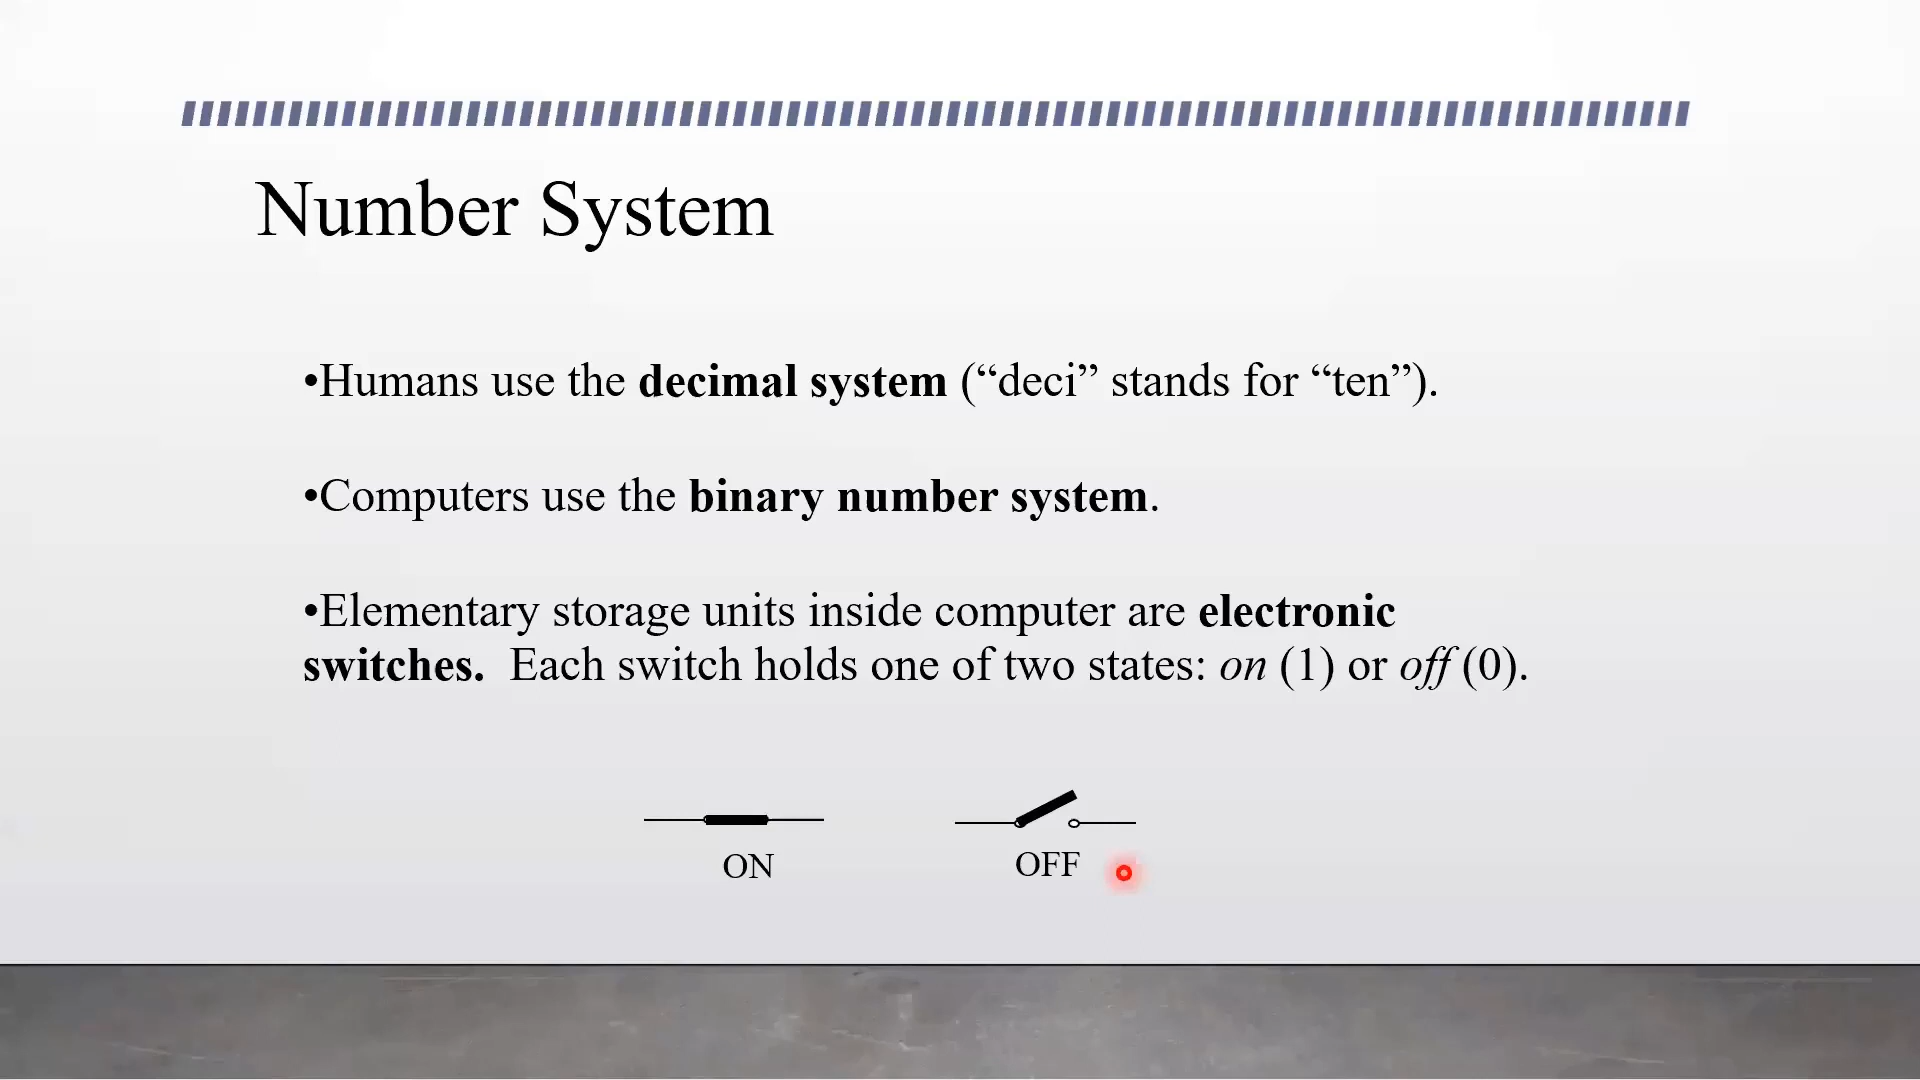 Number System
•Humans use the decimal system (“deci” stands for “ten”).
•Computers use the binary number system.
•Elementary storage units inside computer are electronic
switches.  Each switch holds one of two states: on (1) or off (0).
ON
OFF